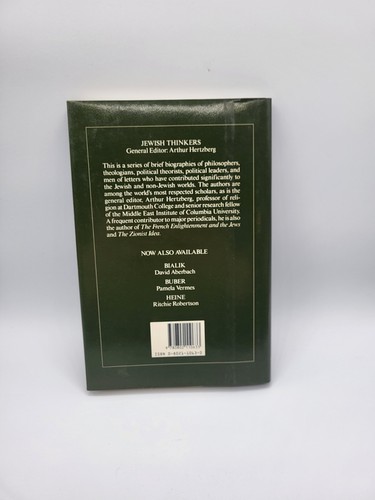 JEWISH THINKERS
General Editor: Arthur Hertzberg
This is a series of brief biographies of philosophers,
theologians, political theorists, political leaders, and
men of letters who have contributed significantly to
the Jewish and non-Jewish worlds. The authors are
among the world's most respected scholars, as is the
general editor, Arthur Hertzberg, professor of reli-
gion at Dartmouth College and senior research fellow
of the Middle East Institute of Columbia University.
A frequent contributor to major periodicals, he is also
the author of The French Enlightenment and the Jews
and The Zionist Idea.
NOW ALSO AVAILABLE
BIALIK
David Aberbach
BUBER
Pamela Vermes
HEINE
Ritchie Robertson